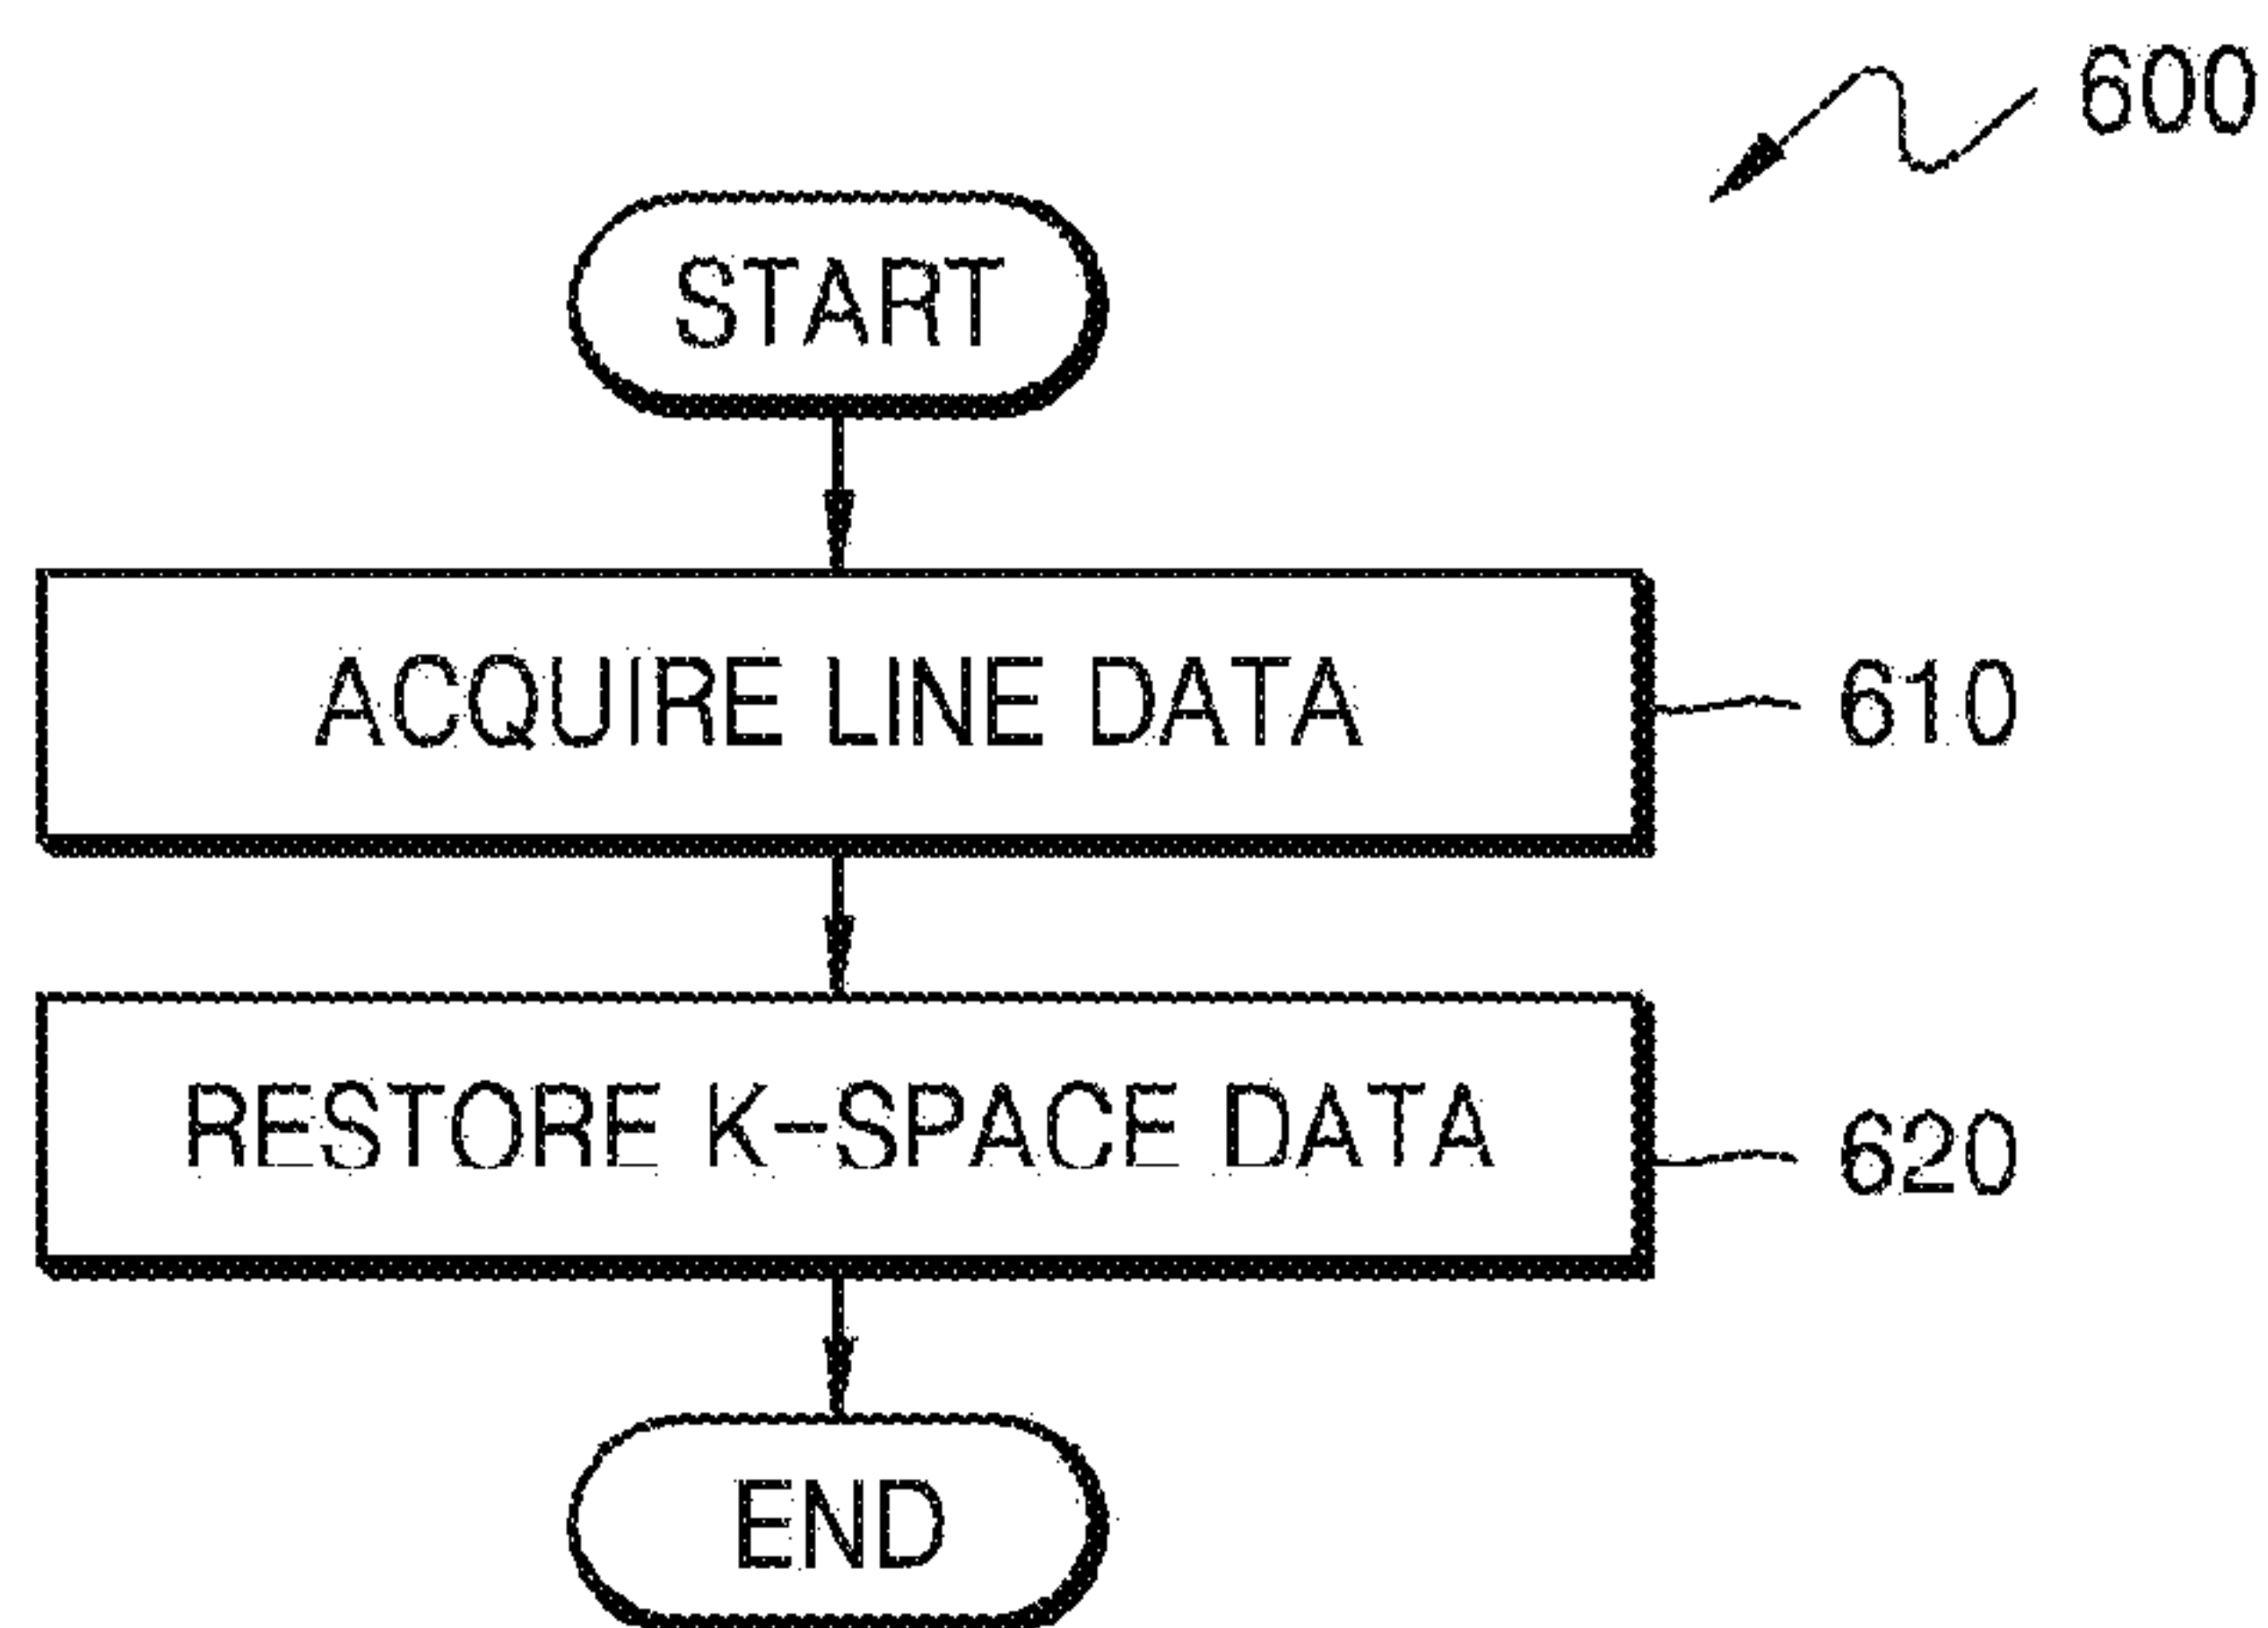 600
START
ACQUIRE LINE DATA
610
RESTORE K-SPACE DATA
620
END